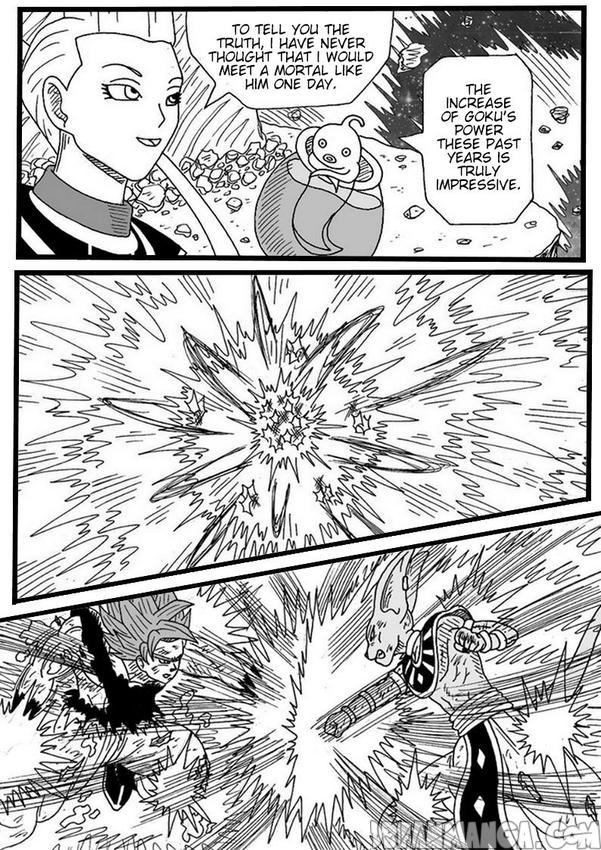 TO TELL YOU THE
TRUTH, I HAVE NEVER
THOUGHT THAT I WOULD
MEET A MORTAL LIKE
HIM ONE DAY.
THE
INCREASE
OF GOKU'S
POWER
THESE PAST
YEARS IS
TRULY
IMPRESSIVE.